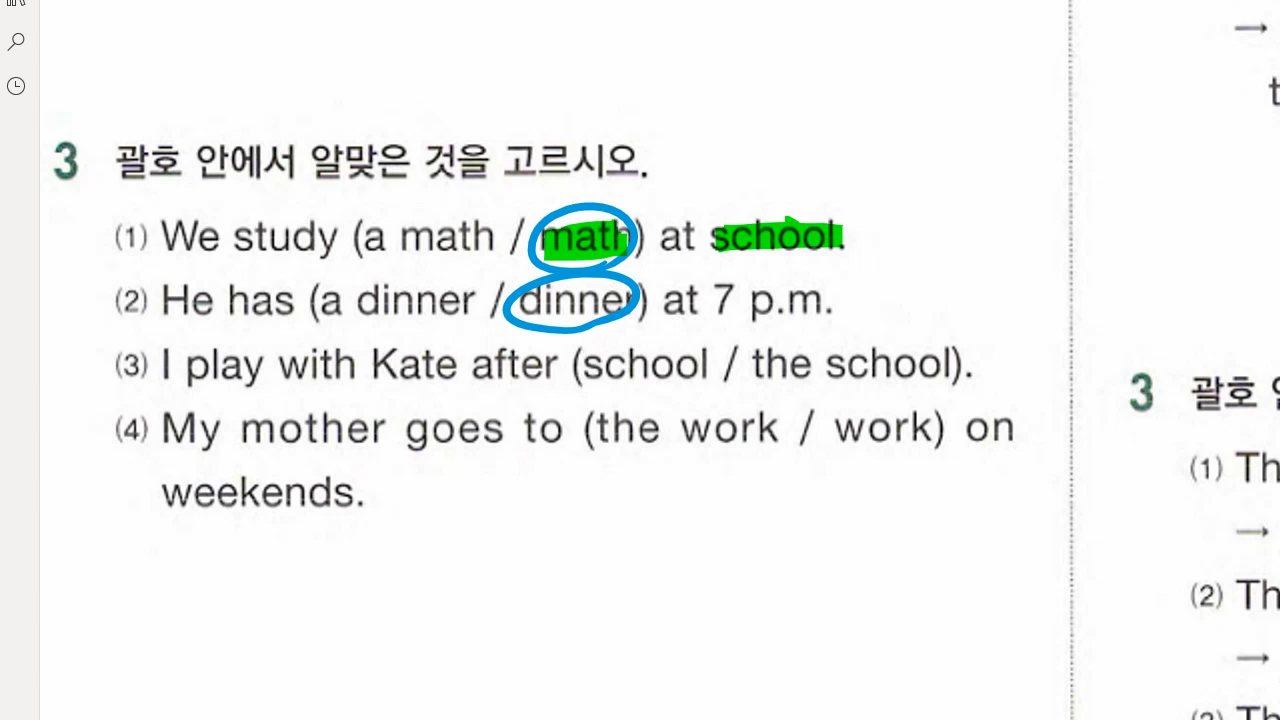 3 괄호 안에서 알맞은 것을 고르시오.
(1) We study (a math / math) at school.
(2) He has (a dinner / dinner) at 7 p.m.
(3) I play with Kate after (school / the school).
(4) My mother goes to (the work / work) on
weekends.
→
t
3 괄호
(1) Th
→
(2) Th
→